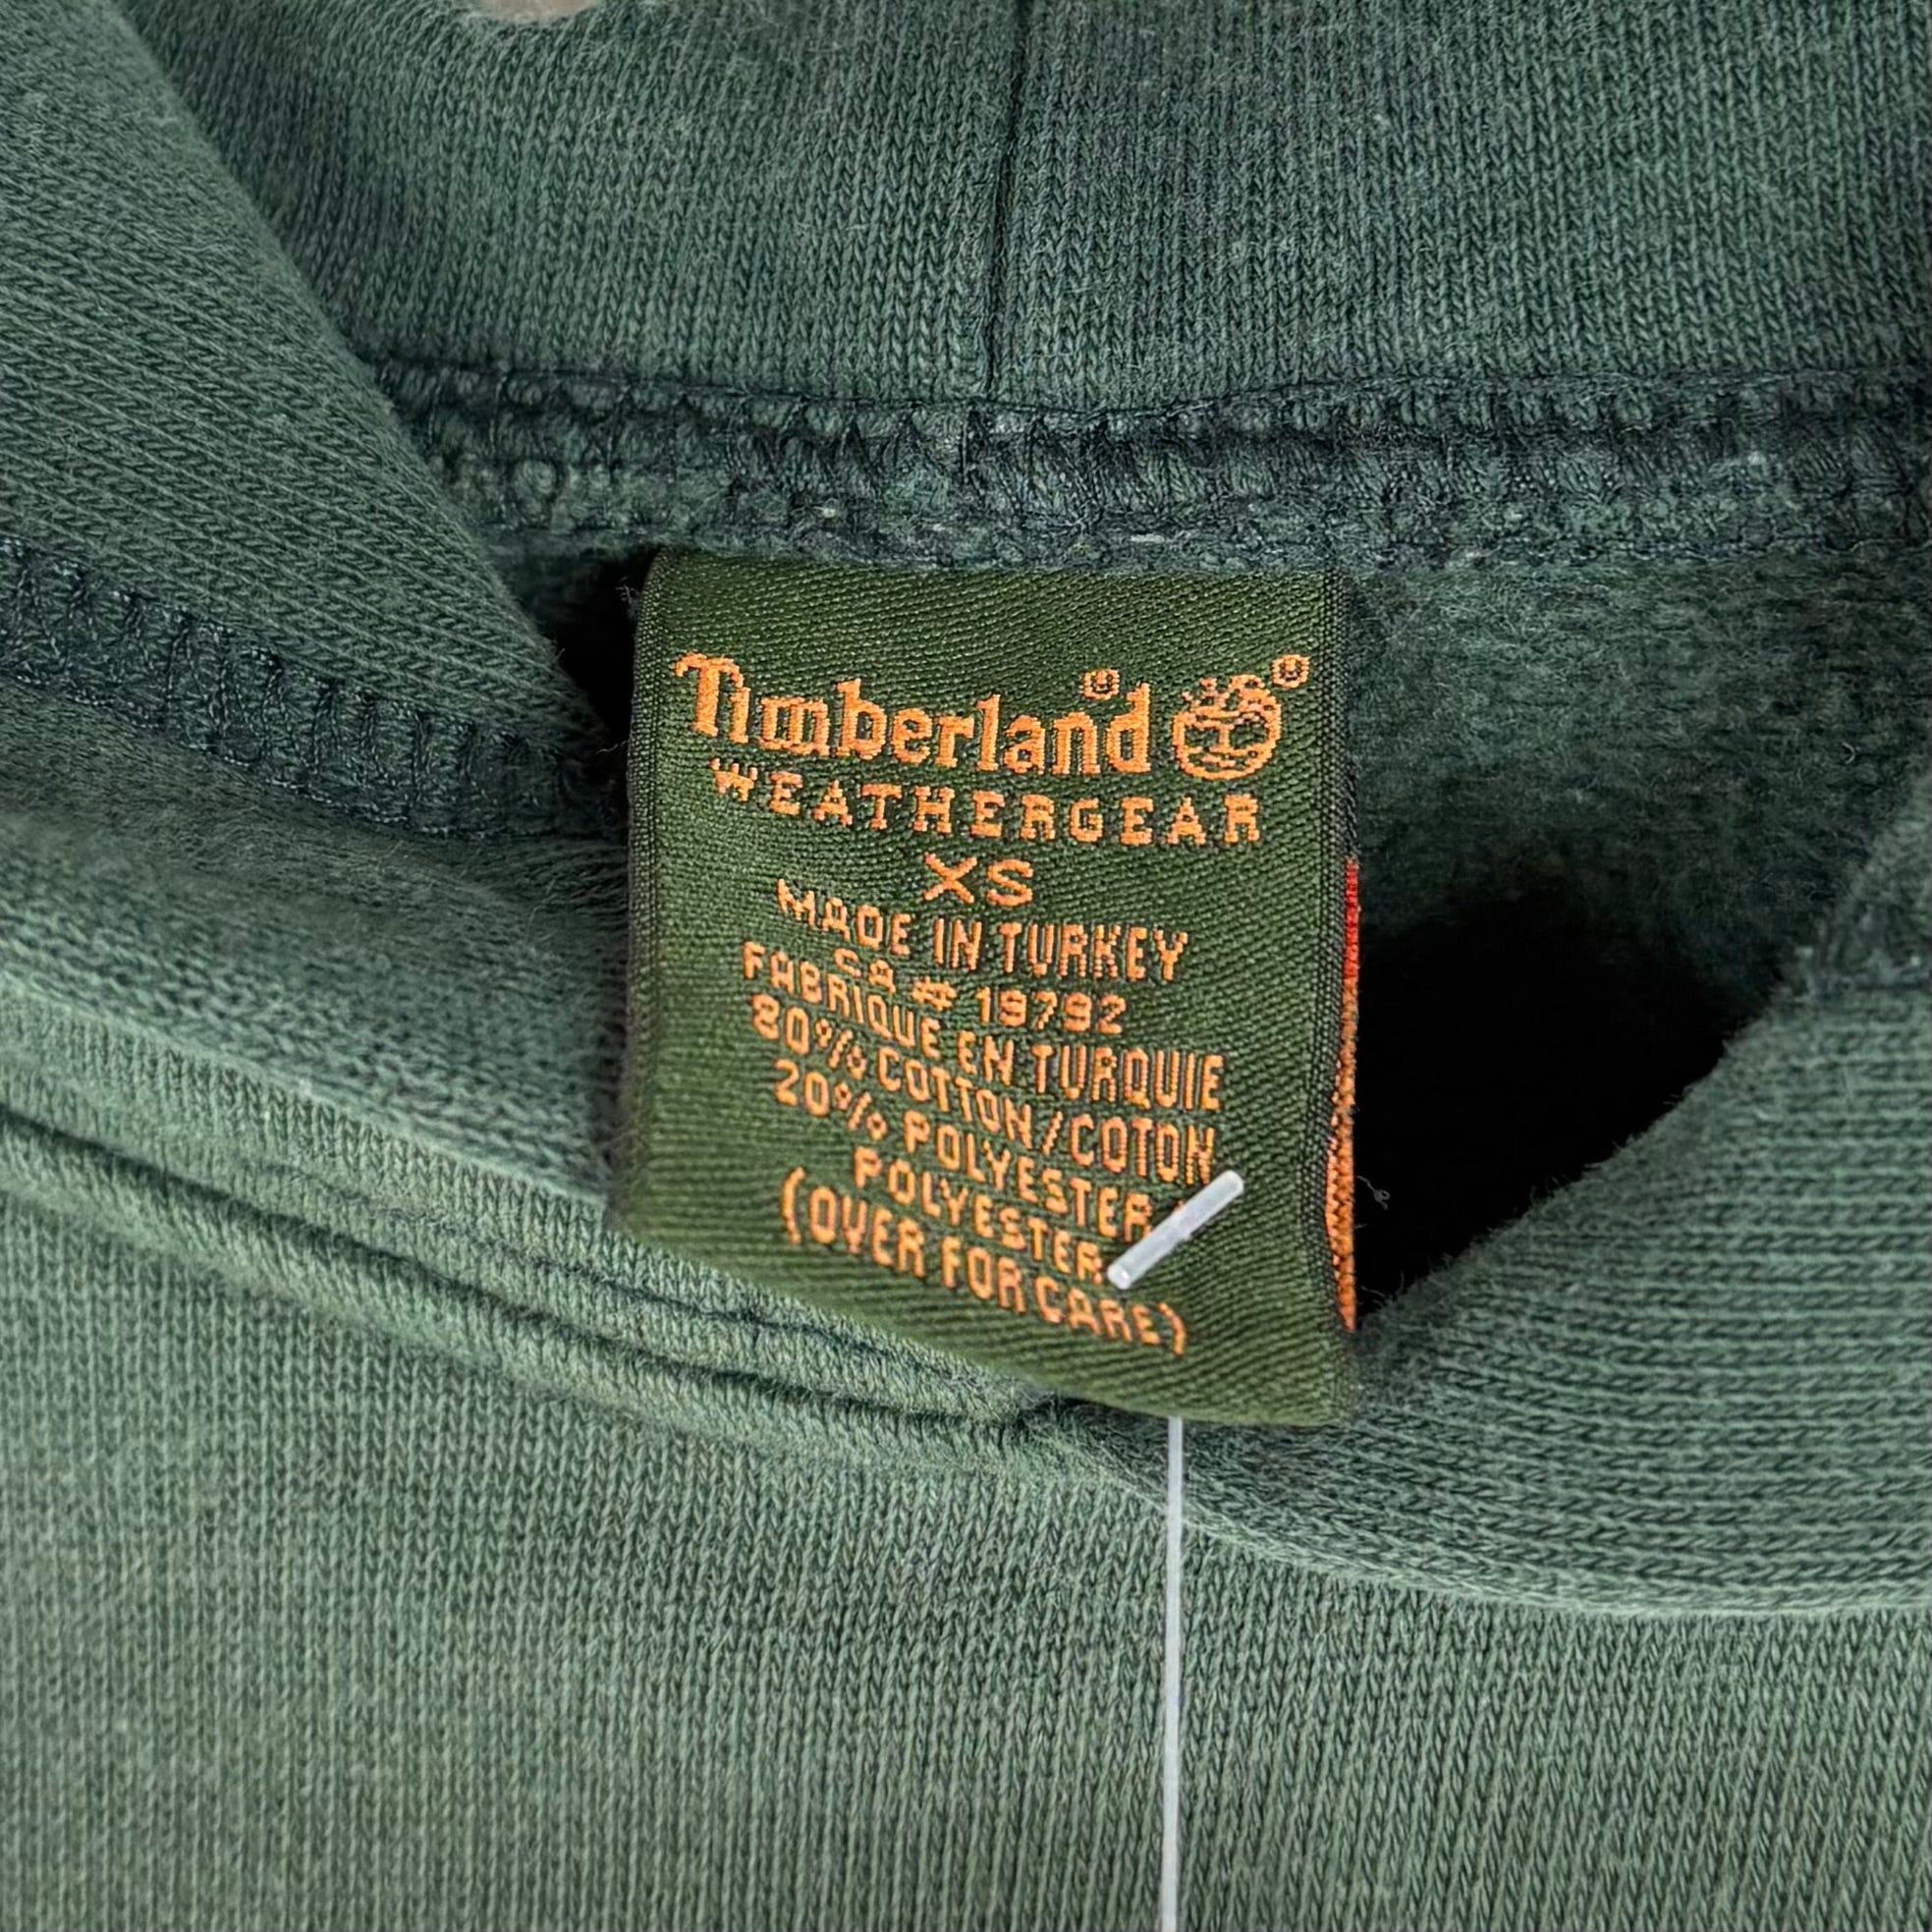 Timberland
WEATHERGEAR
XS
MADE IN TURKEY
CA # 19792
FABRIQUE EN TURQUIE
80% COTTON/COTON
20% POLYESTER
POLYESTER
(OVER FOR CARE)